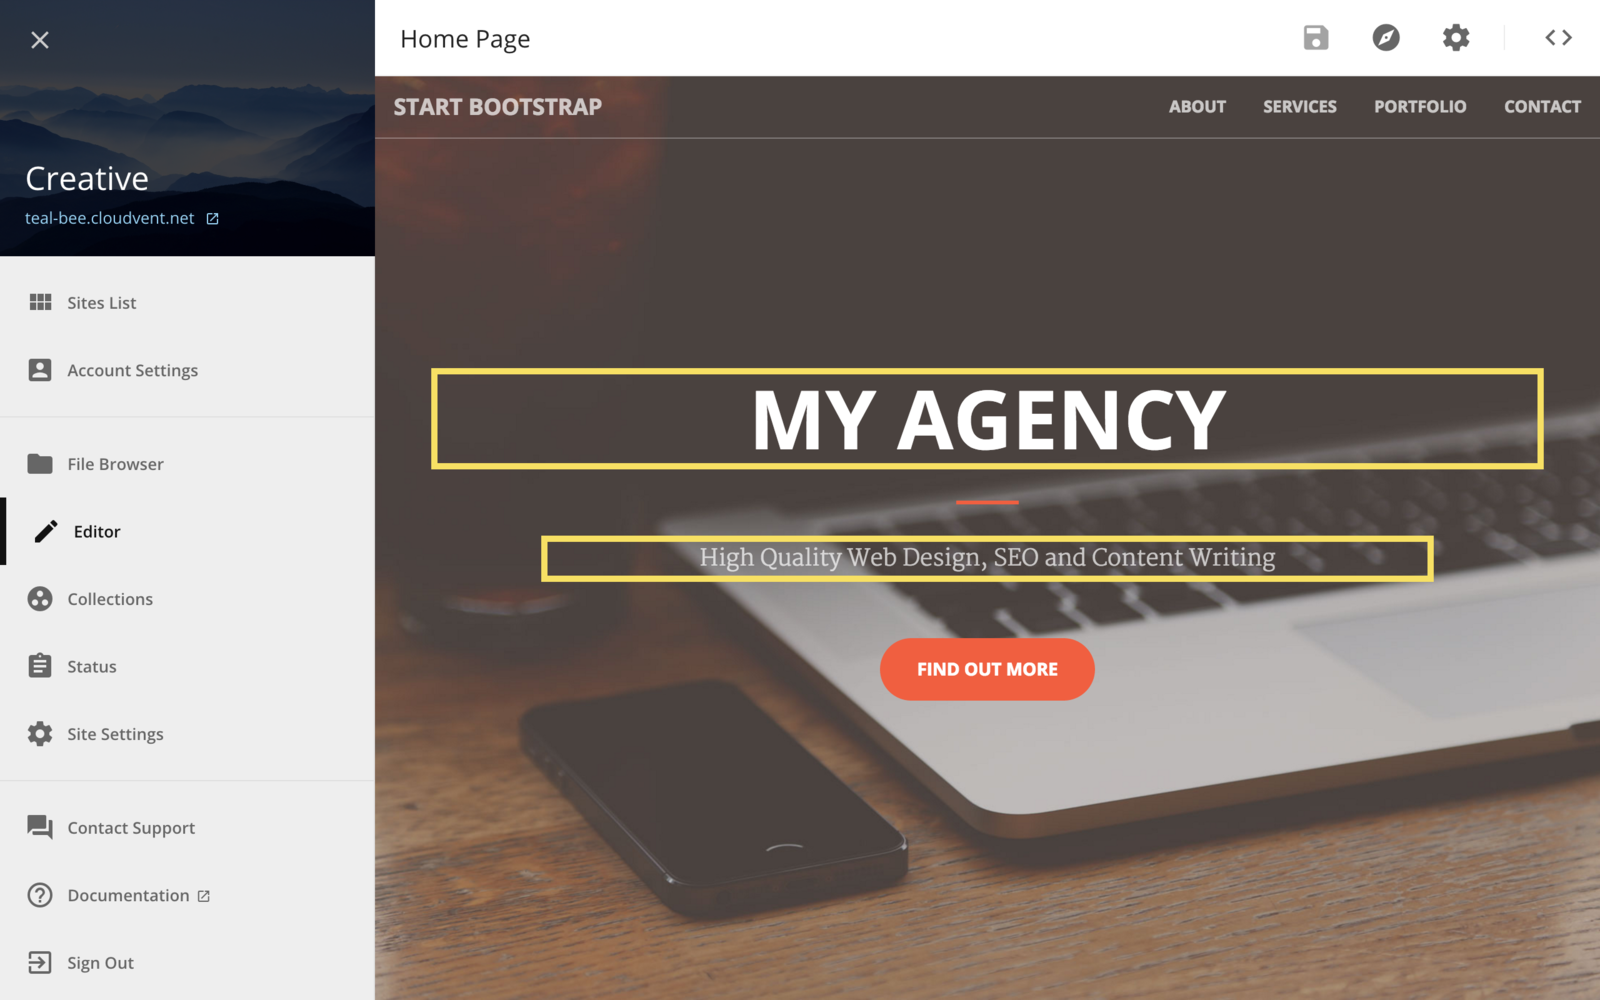 Creative
teal-bee.cloudvent.net
Sites List
Account Settings
File Browser
Editor
Collections
Status
Site Settings
Contact Support
Documentation
Sign Out
Home Page
START BOOTSTRAP
ABOUT SERVICES PORTFOLIO CONTACT
MY AGENCY
High Quality Web Design, SEO and Content Writing
FIND OUT MORE